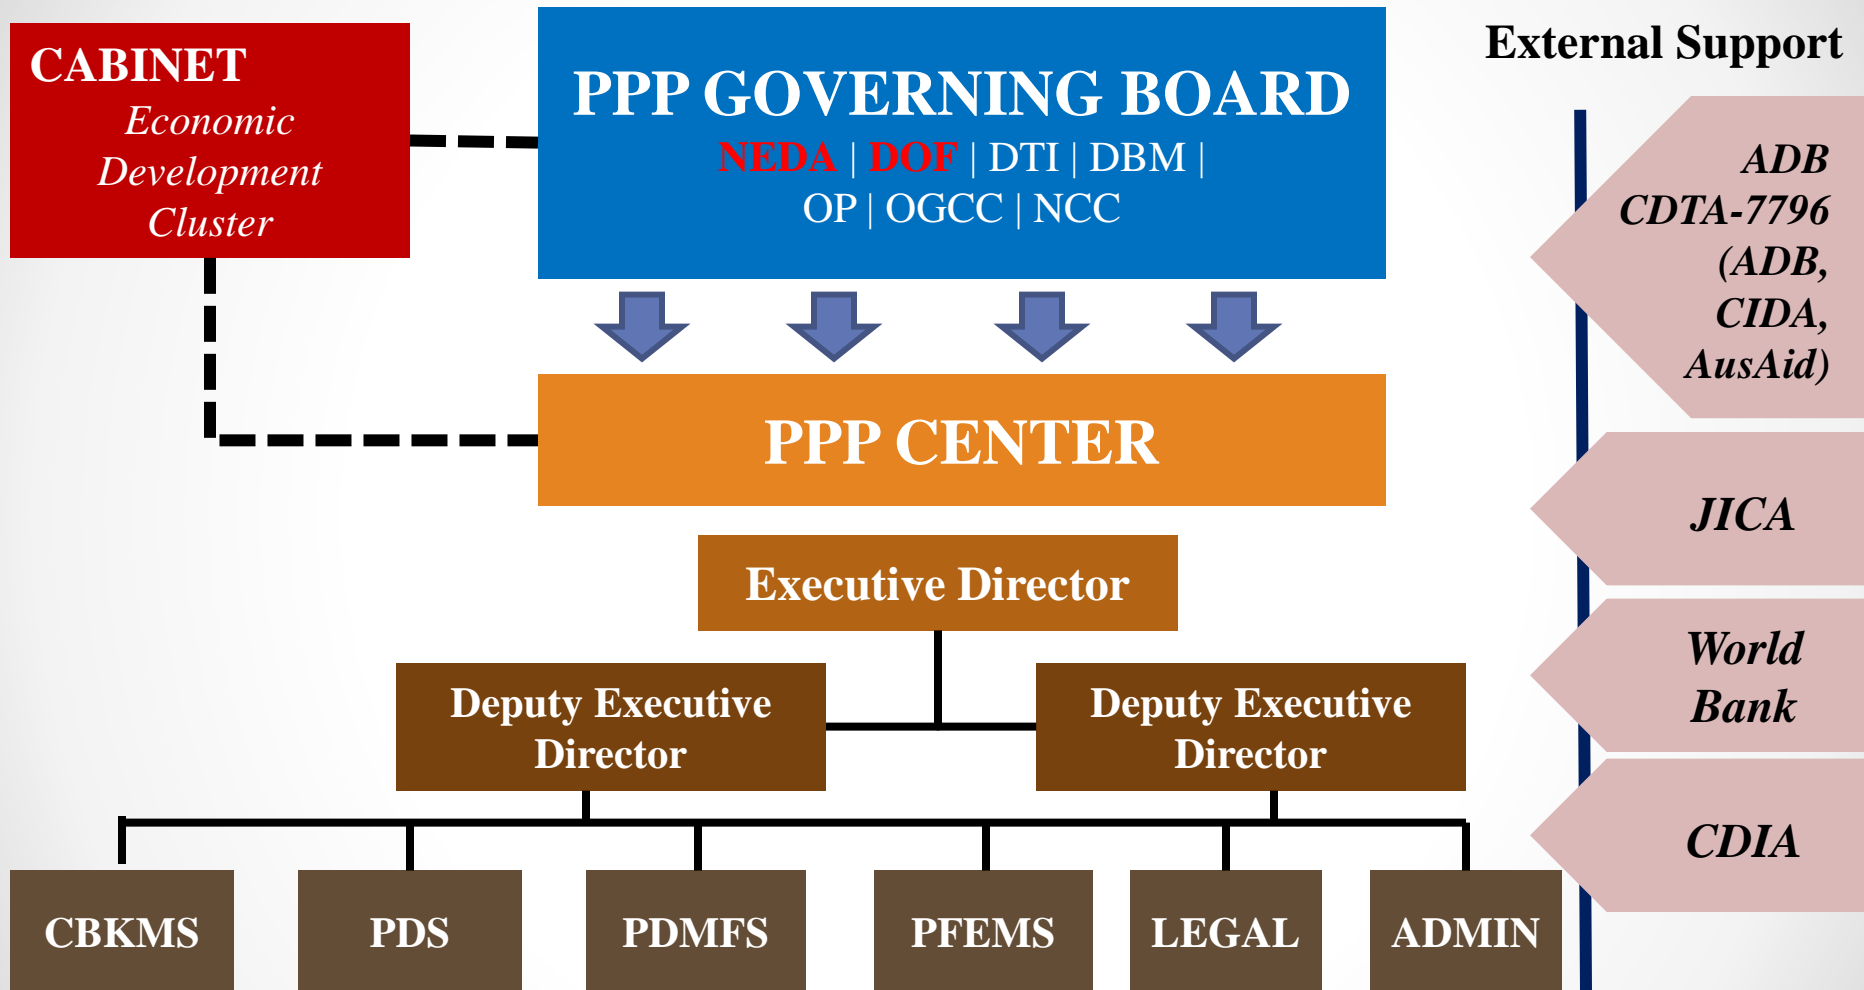 CABINET
Economic
Development
Cluster
PPP GOVERNING BOARD
NEDA | DOF | DTI | DBM |
OP | OGCC | NCC
PPP CENTER
Executive Director
Deputy Executive
Director
Deputy Executive
Director
CBKMS
PDS
PDMFS
PFEMS
LEGAL
ADMIN
External Support
ADB
CDTA-7796
(ADB,
CIDA,
AusAid)
JICA
World
Bank
CDIA